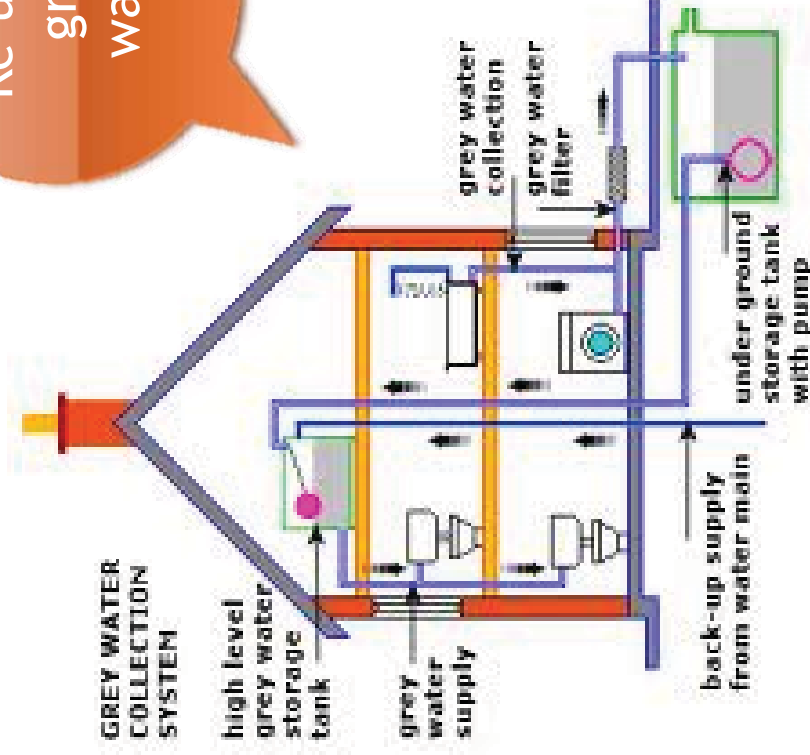 GREY WATER
COLLECTION
SYSTEM
high level
grey water
storage
tank
grey
water
supply
grey water
collection
grey water
filter
under ground
storage tank
with pump
back-up supply
from water main